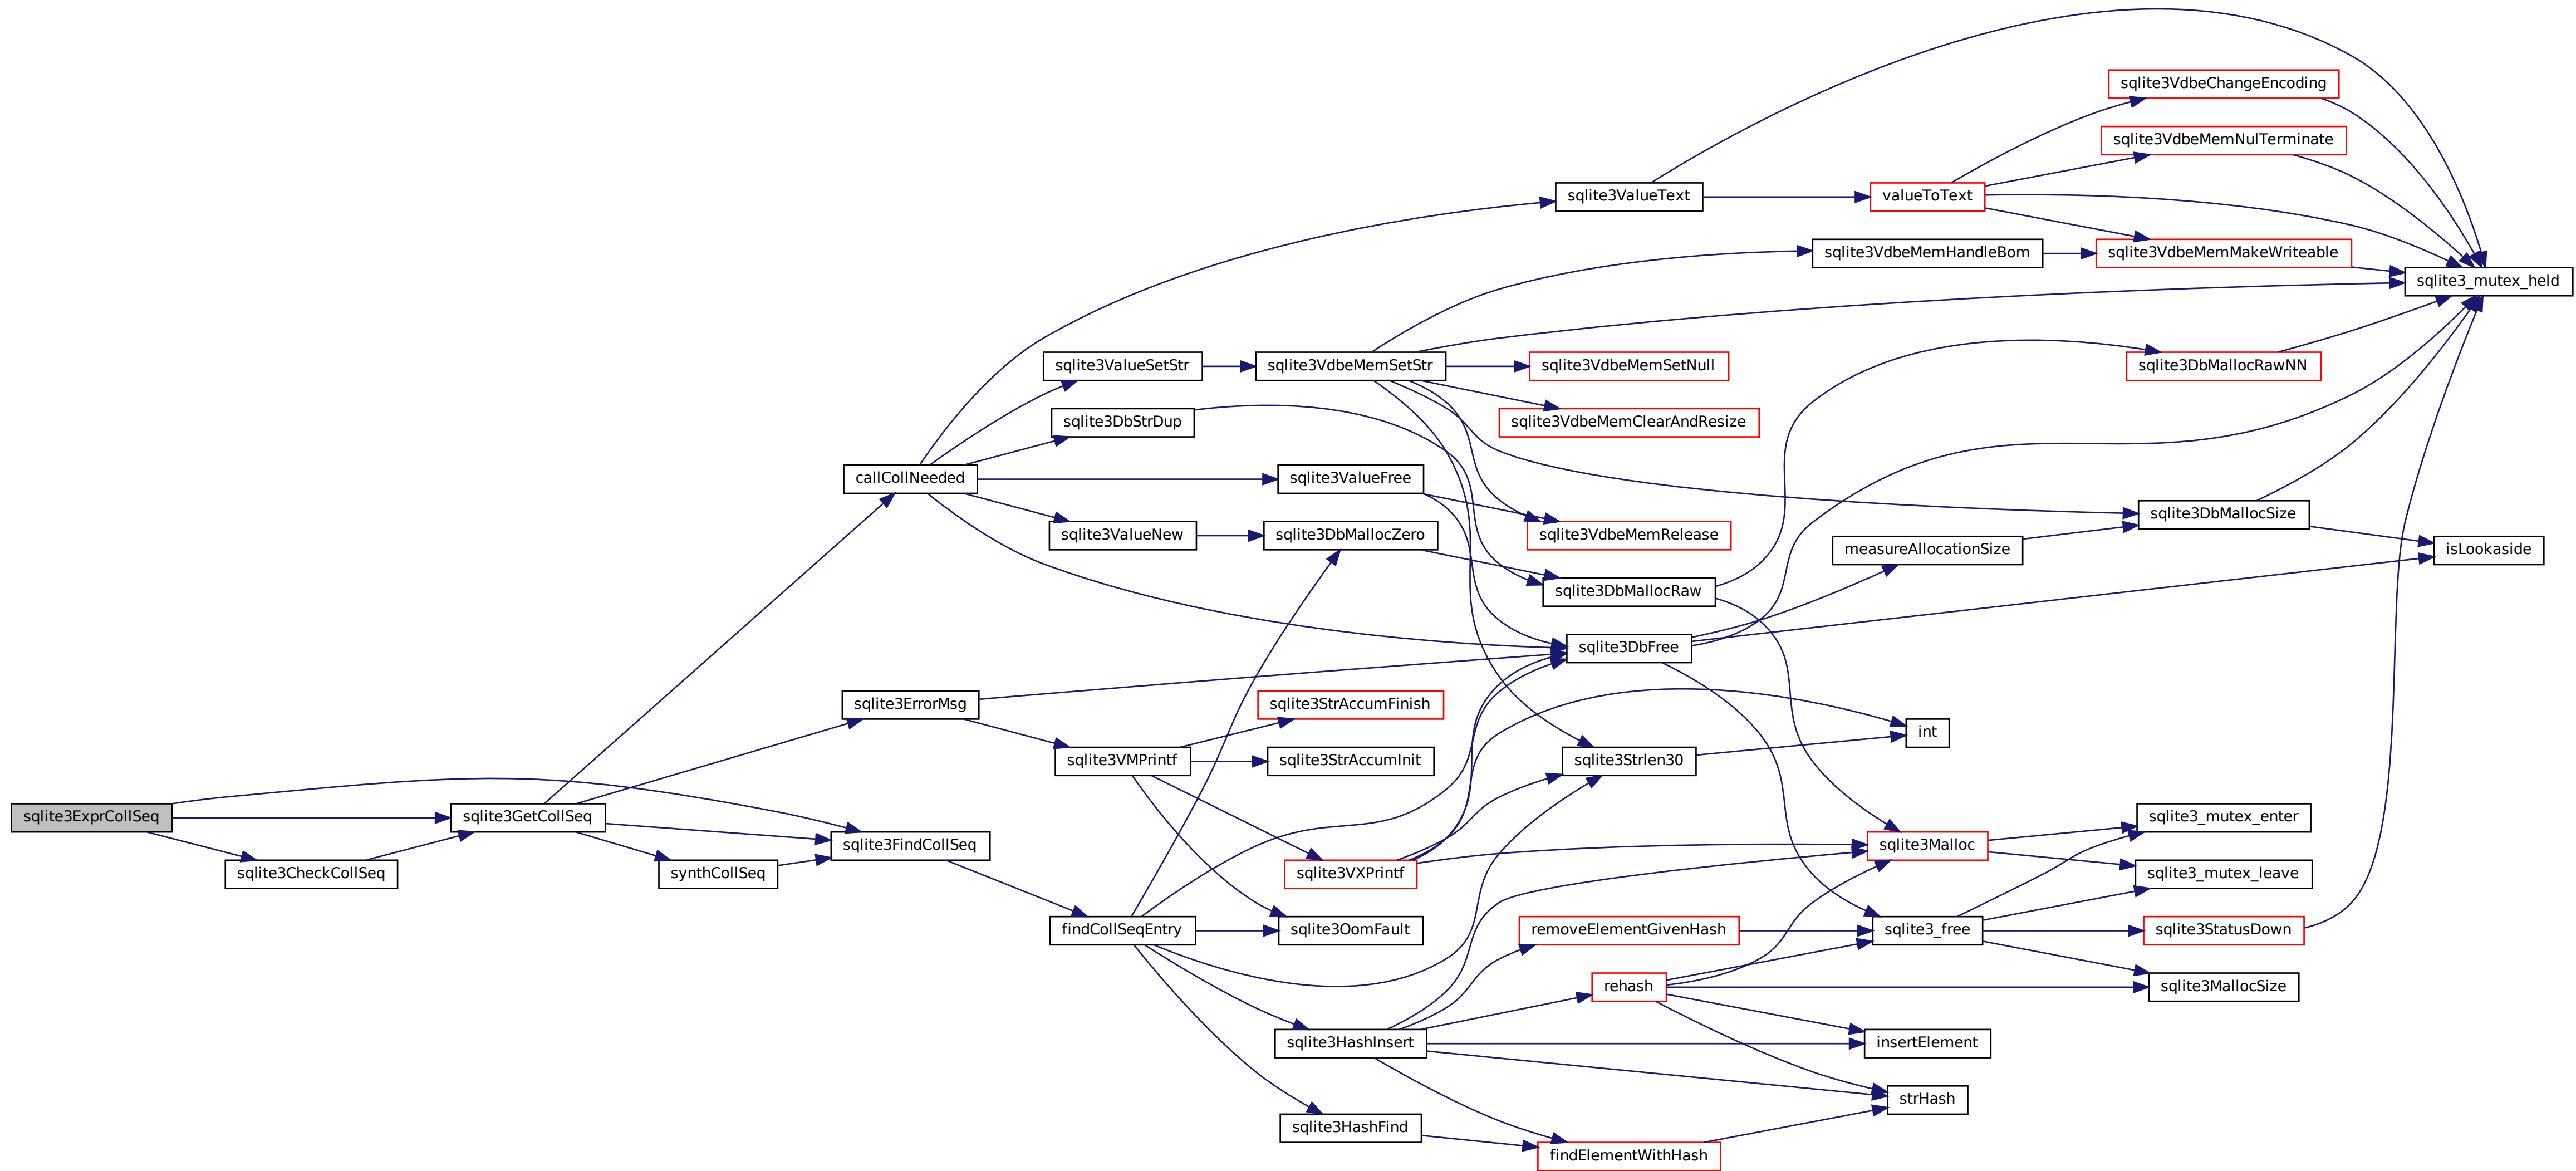 sqlite3VdbeChangeEncoding
sqlite3VdbeMemNulTerminate
sqlite3ValueText
valueToText
sqlite3VdbeMemHandleBom
sqlite3VdbeMemMakeWriteable
sqlite3_mutex_held
sqlite3ValueSetStr
sqlite3VdbeMemSetStr
sqlite3VdbeMemSetNull
sqlite3DbMallocRawNN
sqlite3DbStrDup
sqlite3VdbeMemClearAndResize
callCollNeeded
sqlite3ValueFree
sqlite3DbMallocSize
sqlite3ValueNew
sqlite3DbMallocZero
sqlite3VdbeMemRelease
measureAllocationSize
isLookaside
sqlite3DbMallocRaw
sqlite3DbFree
sqlite3ErrorMsg
sqlite3StrAccumFinish
int
sqlite3VMPrintf
sqlite3StrAccumInit
sqlite3Strlen30
sqlite3ExprCollSeq
sqlite3GetCollSeq
sqlite3_mutex_enter
sqlite3FindCollSeq
sqlite3Malloc
sqlite3CheckCollSeq
synthCollSeq
sqlite3VXPrintf
sqlite3_mutex_leave
findCollSeqEntry
sqlite3OomFault
removeElementGivenHash
sqlite3_free
sqlite3StatusDown
rehash
sqlite3MallocSize
sqlite3HashInsert
insertElement
strHash
sqlite3HashFind
findElementWithHash